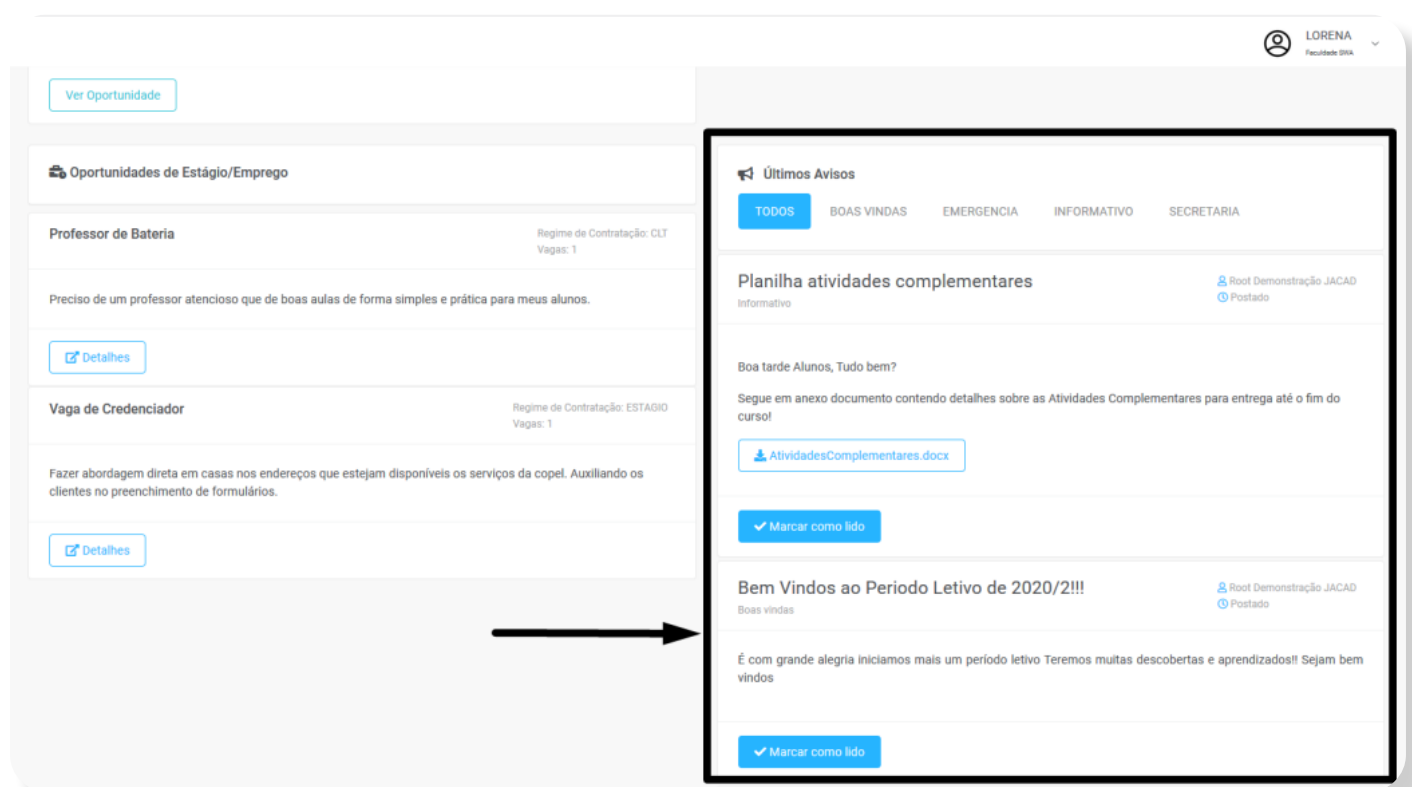 LORENA
Faculdade SWA
Ver Oportunidade
Oportunidades de Estágio/Emprego
Professor de Bateria
Regime de Contratação: CLT
Vagas: 1
Preciso de um professor atencioso que de boas aulas de forma simples e prática para meus alunos.
Detalhes
Vaga de Credenciador
Regime de Contratação: ESTAGIO
Vagas: 1
Fazer abordagem direta em casas nos endereços que estejam disponíveis os serviços da copel. Auxiliando os
clientes no preenchimento de formulários.
Detalhes
Últimos Avisos
TODOS BOAS VINDAS EMERGENCIA INFORMATIVO SECRETARIA
Planilha atividades complementares
Informativo
Root Demonstração JACAD
Postado
Boa tarde Alunos, Tudo bem?
Segue em anexo documento contendo detalhes sobre as Atividades Complementares para entrega até o fim do
curso!
AtividadesComplementares.docx
Marcar como lido
Bem Vindos ao Periodo Letivo de 2020/2!!!
Boas vindas
Root Demonstração JACAD
Postado
É com grande alegria iniciamos mais um período letivo Teremos muitas descobertas e aprendizados!! Sejam bem
vindos
Marcar como lido